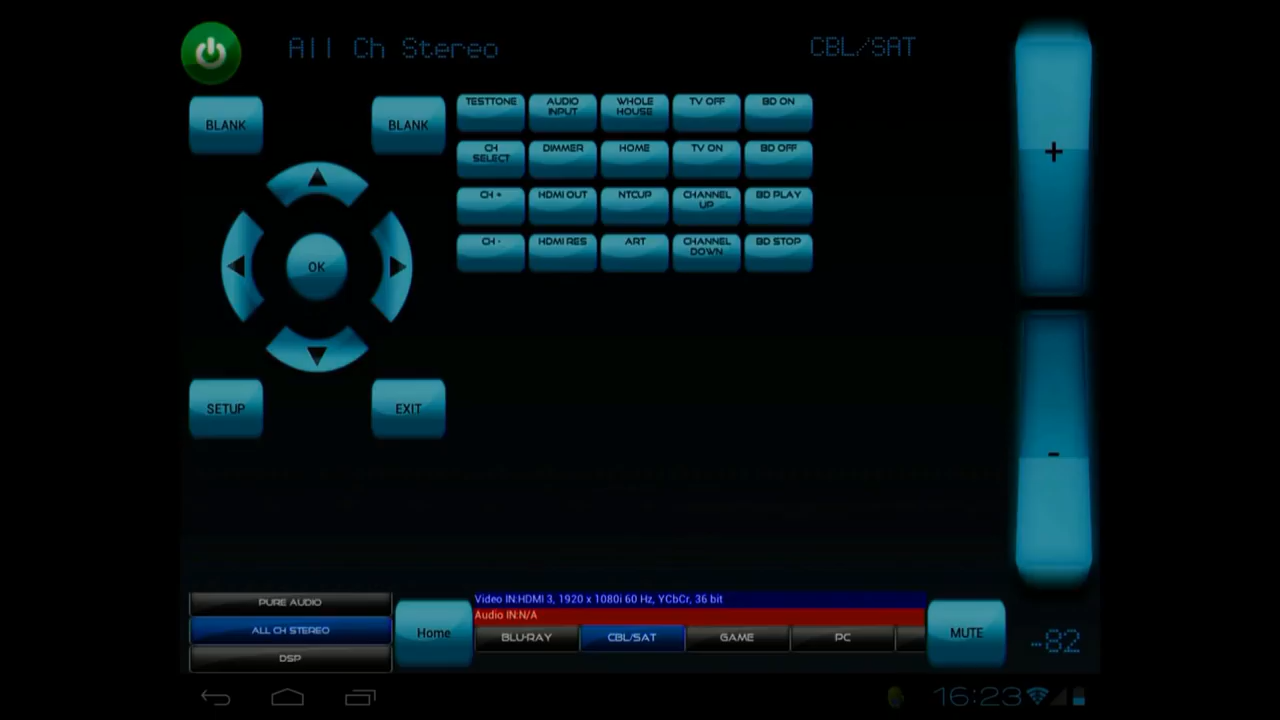 All Ch Stereo
CBL/SAT
BLANK
BLANK
TESTTONE
AUDIO
INPUT
WHOLE
HOUSE
TV OFF
BD ON
CH
SELECT
DIMMER
HOME
TV ON
BD OFF
CH +
HDMI OUT
NTCUP
CHANNEL
UP
BD PLAY
CH -
HDMI RES
ART
CHANNEL
DOWN
BD STOP
+
OK
-
SETUP
EXIT
PURE AUDIO
ALL CH STEREO
DSP
Home
Video IN:HDMI 3, 1920 x 1080i 60 Hz, YCbCr, 36 bit
Audio IN:N/A
BLU-RAY
CBL/SAT
GAME
PC
MUTE
-82
16:23